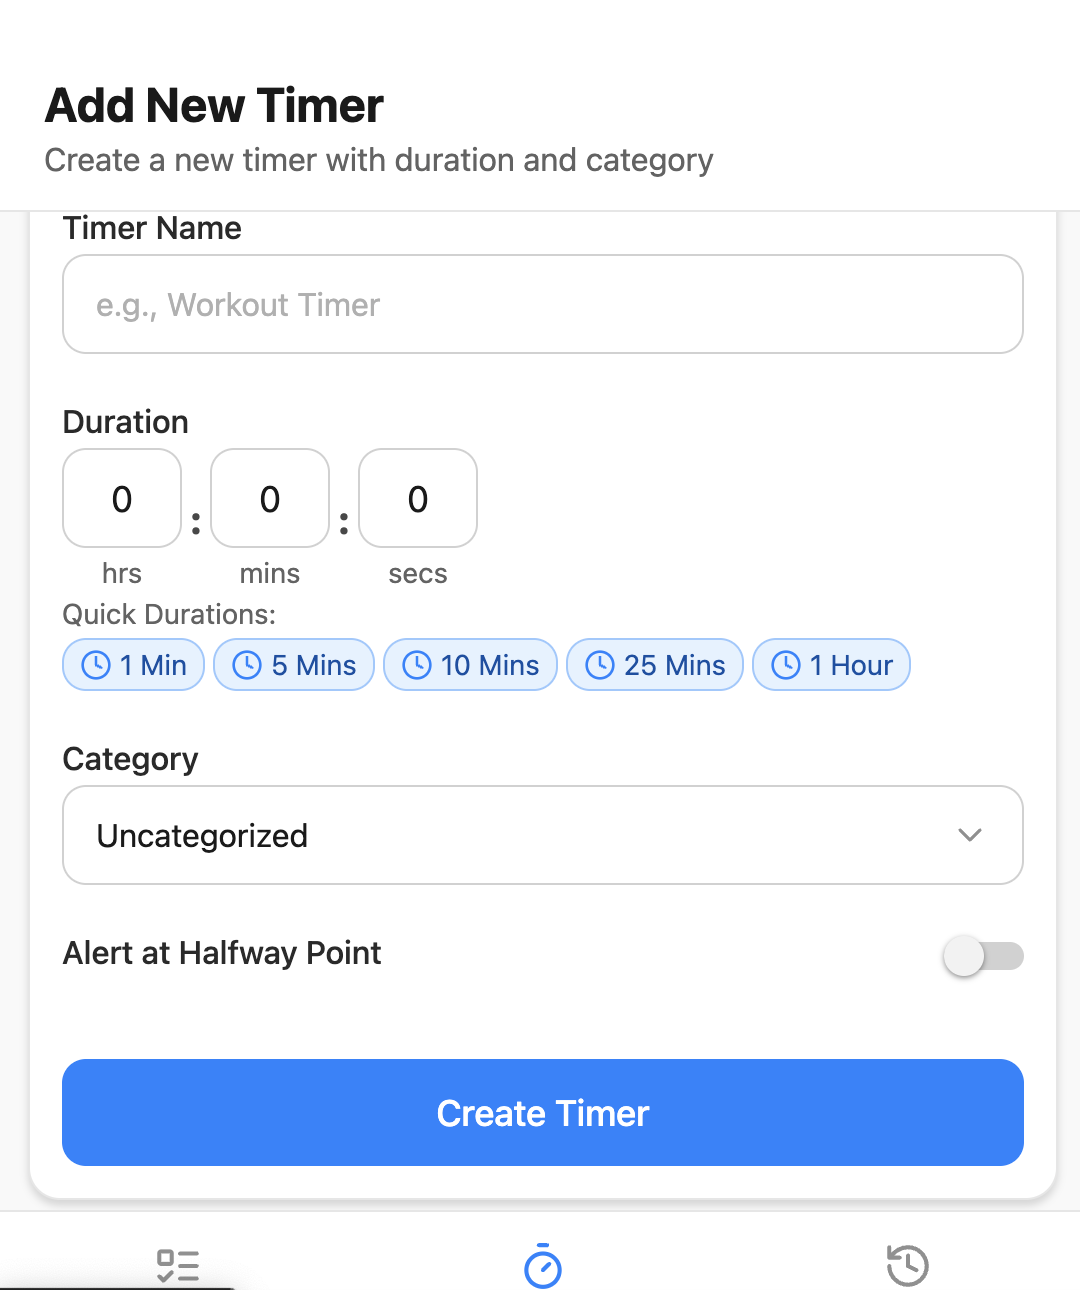 Add New Timer
Create a new timer with duration and category
Timer Name
e.g., Workout Timer
Duration
0 : 0 : 0
hrs mins secs
Quick Durations:
1 Min 5 Mins 10 Mins 25 Mins 1 Hour
Category
Uncategorized
Alert at Halfway Point
Create Timer